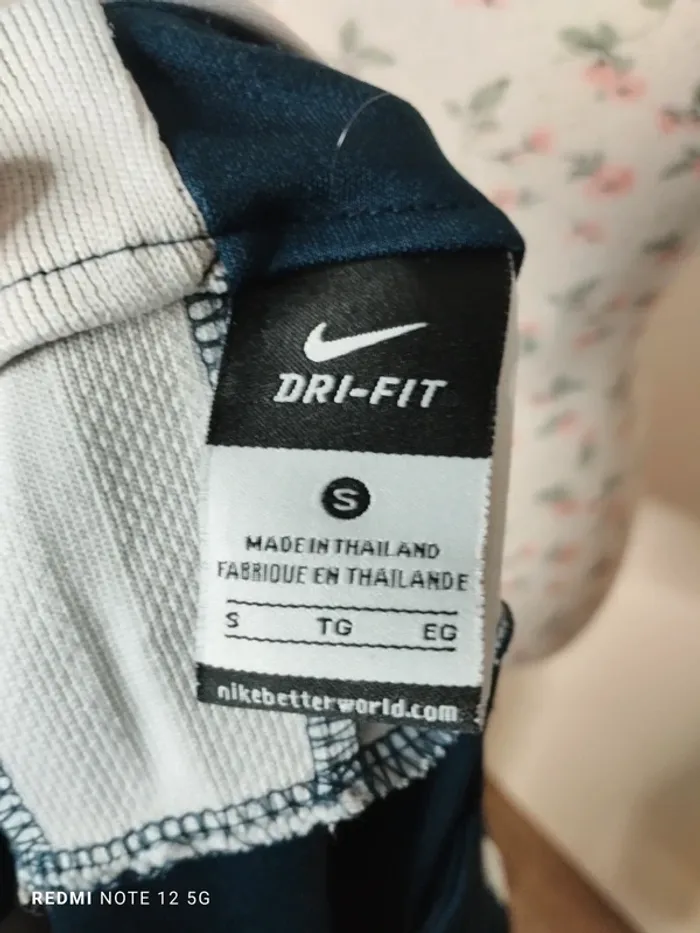 DRI-FIT
S
MADE IN THAILAND
FABRIQUE EN THAILANDE
S TG EG
nikebetterworld.com
REDMI NOTE 12 5G